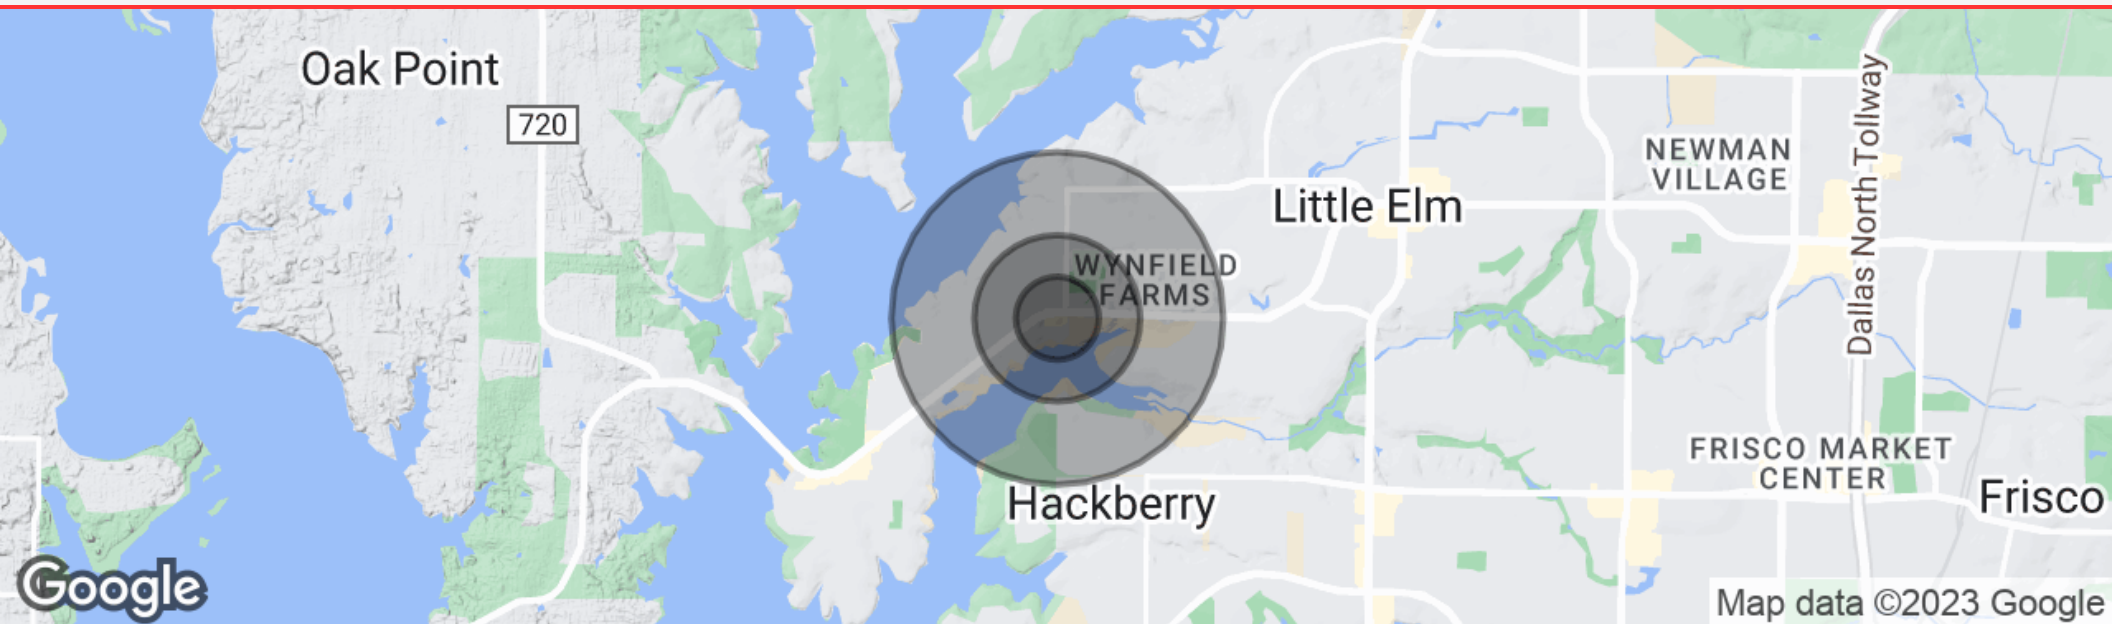 Oak Point
720
Dallas North Tollway
NEWMAN
VILLAGE
Little Elm
WYNFIELD
FARMS
FRISCO MARKET
CENTER
Hackberry
Frisco
Google
Map data ©2023 Google